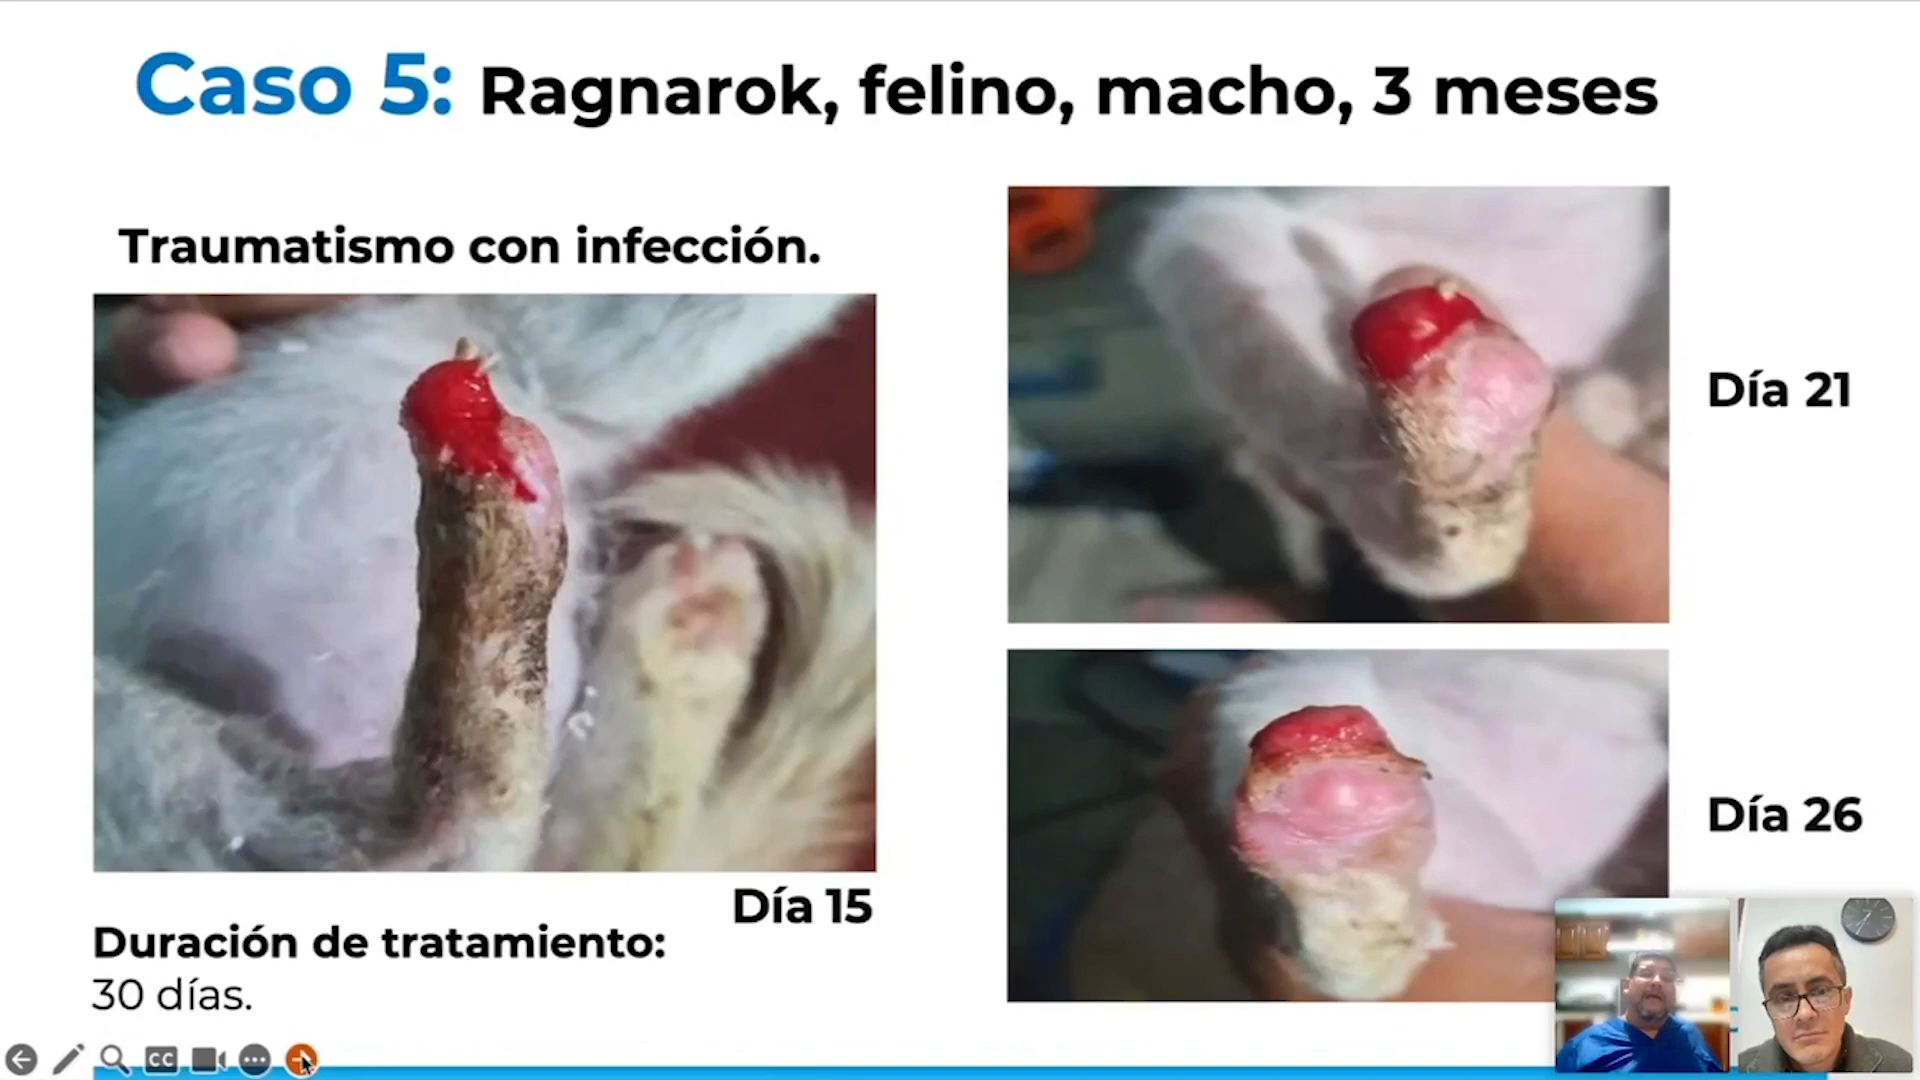 Caso 5: Ragnarok, felino, macho, 3 meses
Traumatismo con infección.
Día 15
Duración de tratamiento:
30 días.
Día 21
Día 26
CC